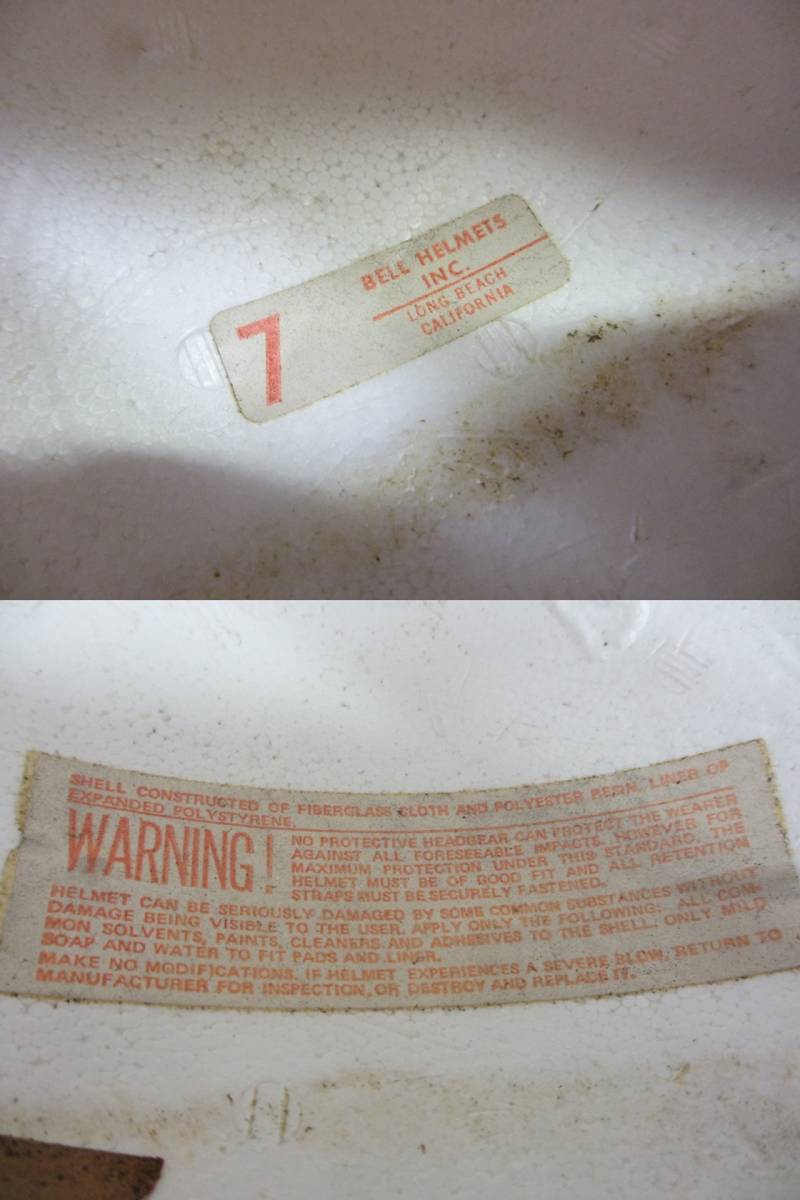 7
BELL HELMETS
INC.
LONG BEACH
CALIFORNIA
SHELL CONSTRUCTED OF FIBERGLASS CLOTH AND POLYESTER RESIN. LINER OF
EXPANDED POLYSTYRENE.
WARNING!
NO PROTECTIVE HEADGEAR CAN PROTECT THE WEARER
AGAINST ALL FORESEEABLE IMPACTS. HOWEVER FOR
MAXIMUM PROTECTION UNDER THIS STANDARD, THE
HELMET MUST BE OF GOOD FIT AND ALL RETENTION
STRAPS MUST BE SECURELY FASTENED.
HELMET CAN BE SERIOUSLY DAMAGED BY SOME COMMON SUBSTANCES WITHOUT
DAMAGE BEING VISIBLE TO THE USER. APPLY ONLY THE FOLLOWING: ALL COM-
MON SOLVENTS, PAINTS, CLEANERS AND ADHESIVES TO THE SHELL. ONLY MILD
SOAP AND WATER TO FIT PADS AND LINER.
MAKE NO MODIFICATIONS. IF HELMET EXPERIENCES A SEVERE BLOW, RETURN TO
MANUFACTURER FOR INSPECTION, OR DESTROY AND REPLACE IT.